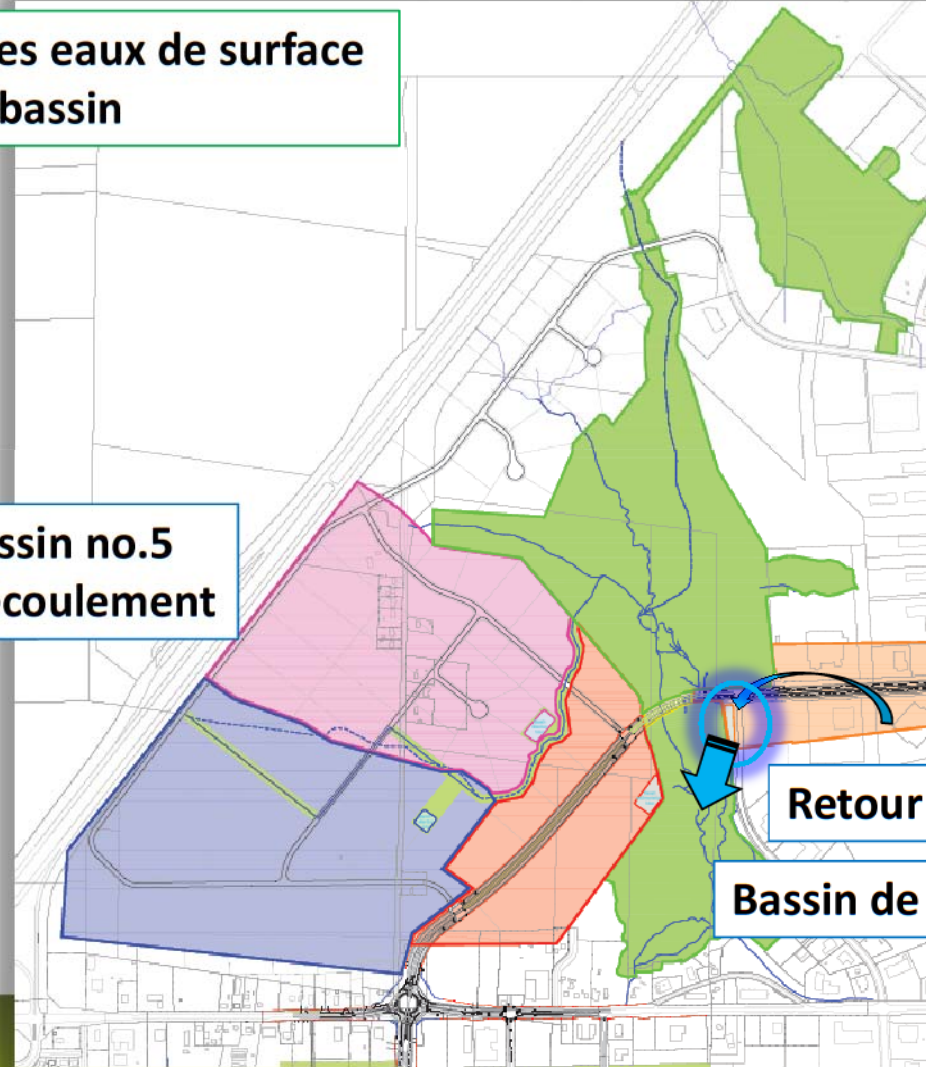 es eaux de surface
bassin
ssin no.5
coulement
Retour
Bassin de